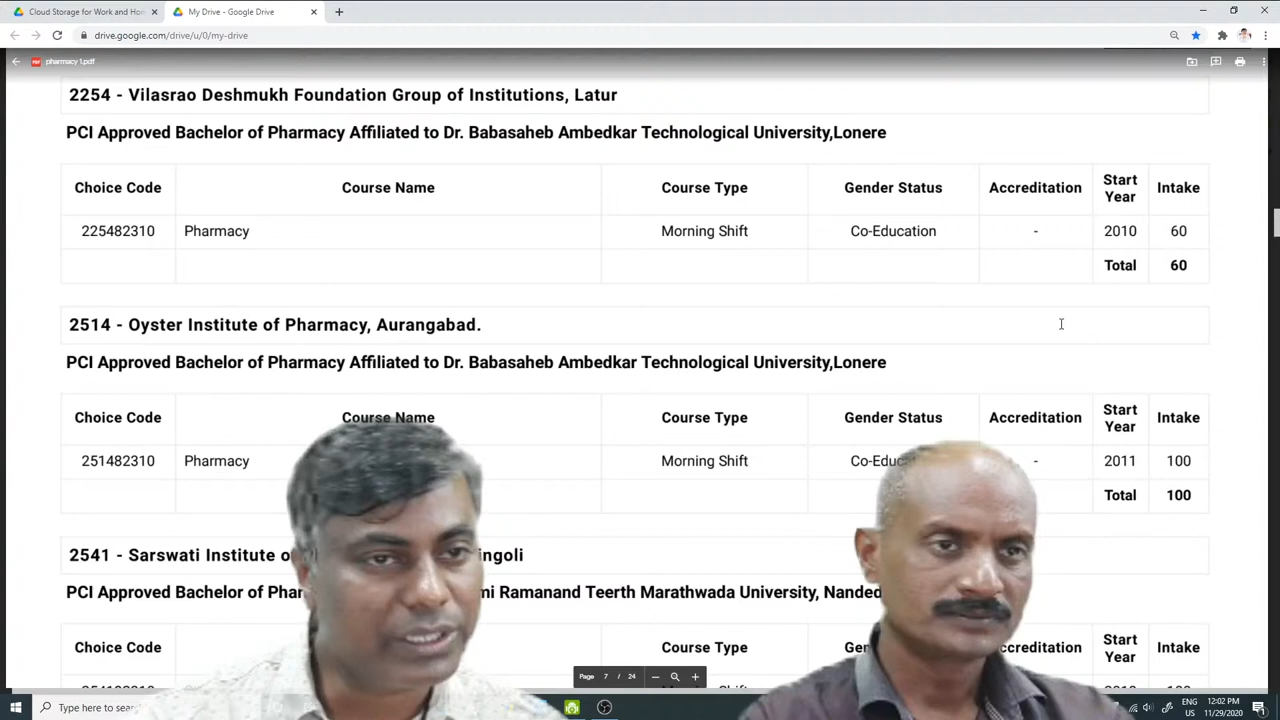 Cloud Storage for Work and Hom
My Drive - Google Drive
drive.google.com/drive/u/0/my-drive
pharmacy 1.pdf
2254 - Vilasrao Deshmukh Foundation Group of Institutions, Latur
PCI Approved Bachelor of Pharmacy Affiliated to Dr. Babasaheb Ambedkar Technological University,Lonere
Choice Code Course Name Course Type Gender Status Accreditation Start Year Intake
225482310 Pharmacy Morning Shift Co-Education - 2010 60
Total 60
2514 - Oyster Institute of Pharmacy, Aurangabad.
PCI Approved Bachelor of Pharmacy Affiliated to Dr. Babasaheb Ambedkar Technological University,Lonere
Choice Code Course Name Course Type Gender Status Accreditation Start Year Intake
251482310 Pharmacy Morning Shift Co-Educa - 2011 100
Total 100
2541 - Sarswati Institute o ingoli
PCI Approved Bachelor of Phar mi Ramanand Teerth Marathwada University, Nanded
Choice Code Course Type Ge Accreditation Start Year Intake
Page 7 / 24
Type here to searc
12:02 PM
US 11/29/2020